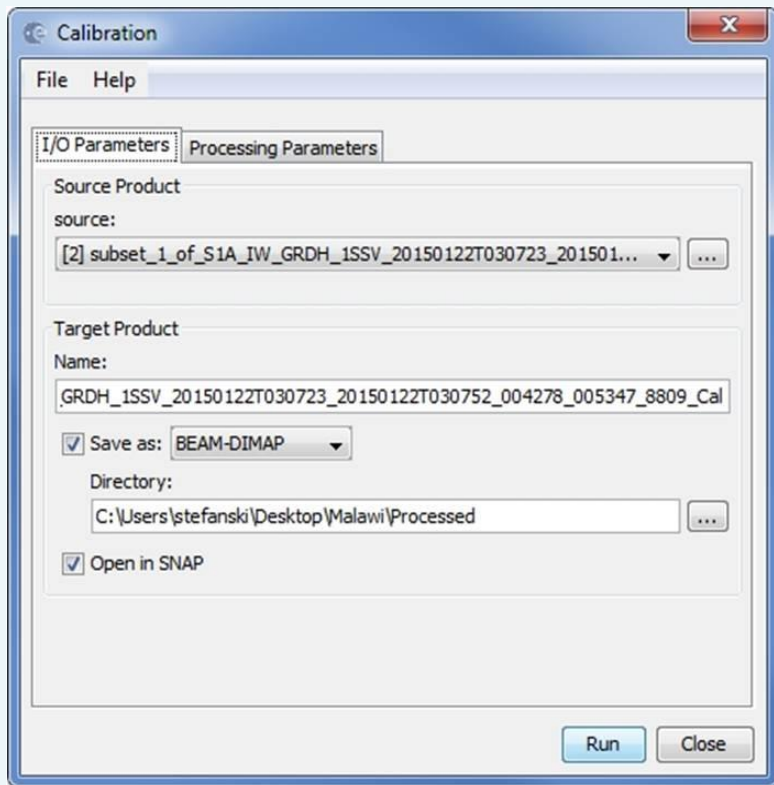 Calibration
File Help
I/O Parameters Processing Parameters
Source Product
source:
[2] subset_1_of_S1A_IW_GRDH_1SSV_20150122T030723_201501... ...
Target Product
Name:
_GRDH_1SSV_20150122T030723_20150122T030752_004278_005347_8809_Cal
Save as: BEAM-DIMAP
Directory:
C:\Users\stefanski\Desktop\Malawi\Processed ...
Open in SNAP
Run Close